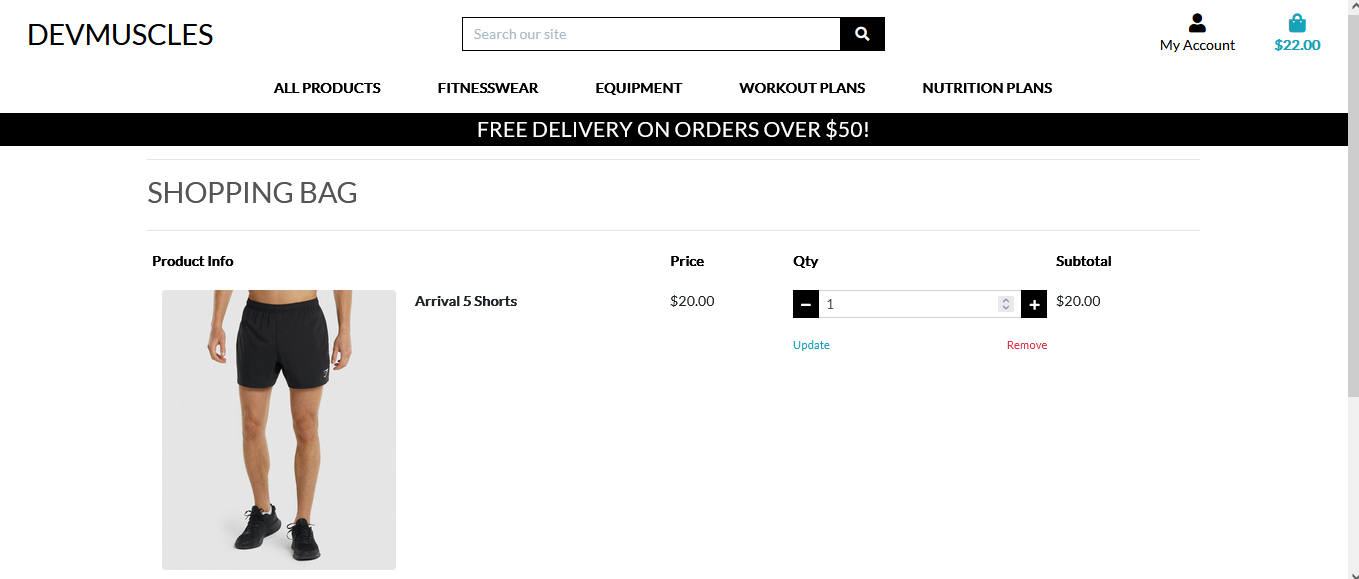 DEVMUSCLES
Search our site
My Account
$22.00
ALL PRODUCTS FITNESSWEAR EQUIPMENT WORKOUT PLANS NUTRITION PLANS
FREE DELIVERY ON ORDERS OVER $50!
SHOPPING BAG
Product Info Price Qty Subtotal
Arrival 5 Shorts $20.00 - 1 + $20.00
Update Remove